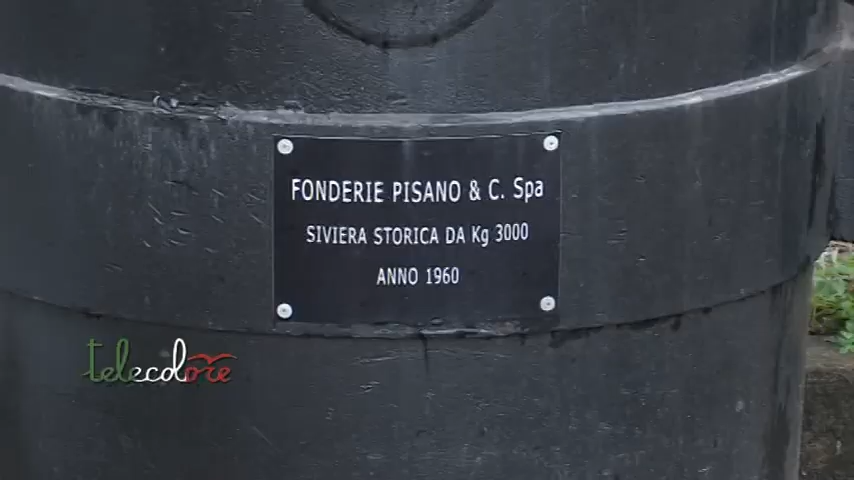 FONDERIE PISANO & C. Spa
SIVIERA STORICA DA Kg 3000
ANNO 1960
telecolore